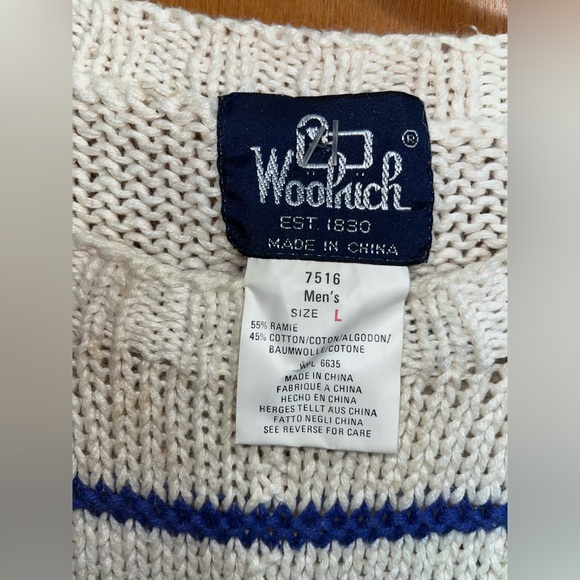 Woolrich
®
EST. 1830
MADE IN CHINA
7516
Men's
SIZE L
55% RAMIE
45% COTTON/COTON/ALGODON/
BAUMWOLLE/COTONE
WPL 6635
MADE IN CHINA
FABRIQUE A CHINA
HECHO EN CHINA
HERGES TELLT AUS CHINA
FATTO NEGLI CHINA
SEE REVERSE FOR CARE